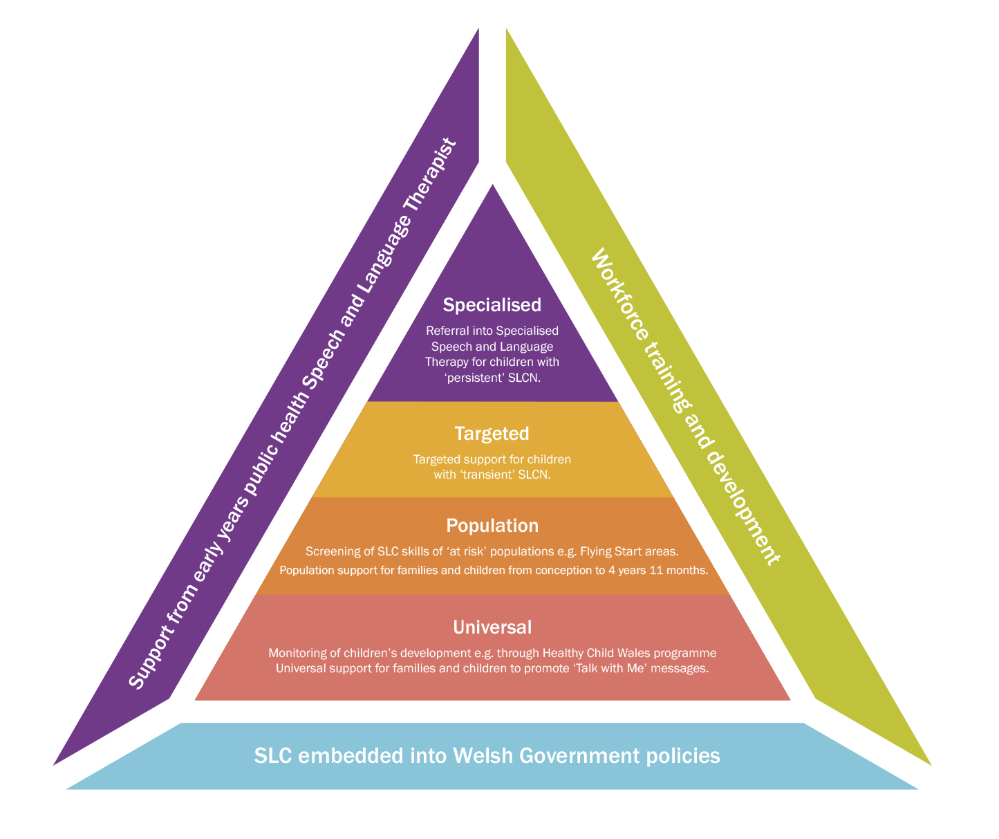 Support from early years public health Speech and Language Therapist
Workforce training and development
Specialised
Referral into Specialised
Speech and Language
Therapy for children with
‘persistent’ SLCN.
Targeted
Targeted support for children
with ‘transient’ SLCN.
Population
Screening of SLC skills of ‘at risk’ populations e.g. Flying Start areas.
Population support for families and children from conception to 4 years 11 months.
Universal
Monitoring of children’s development e.g. through Healthy Child Wales programme
Universal support for families and children to promote ‘Talk with Me’ messages.
SLC embedded into Welsh Government policies